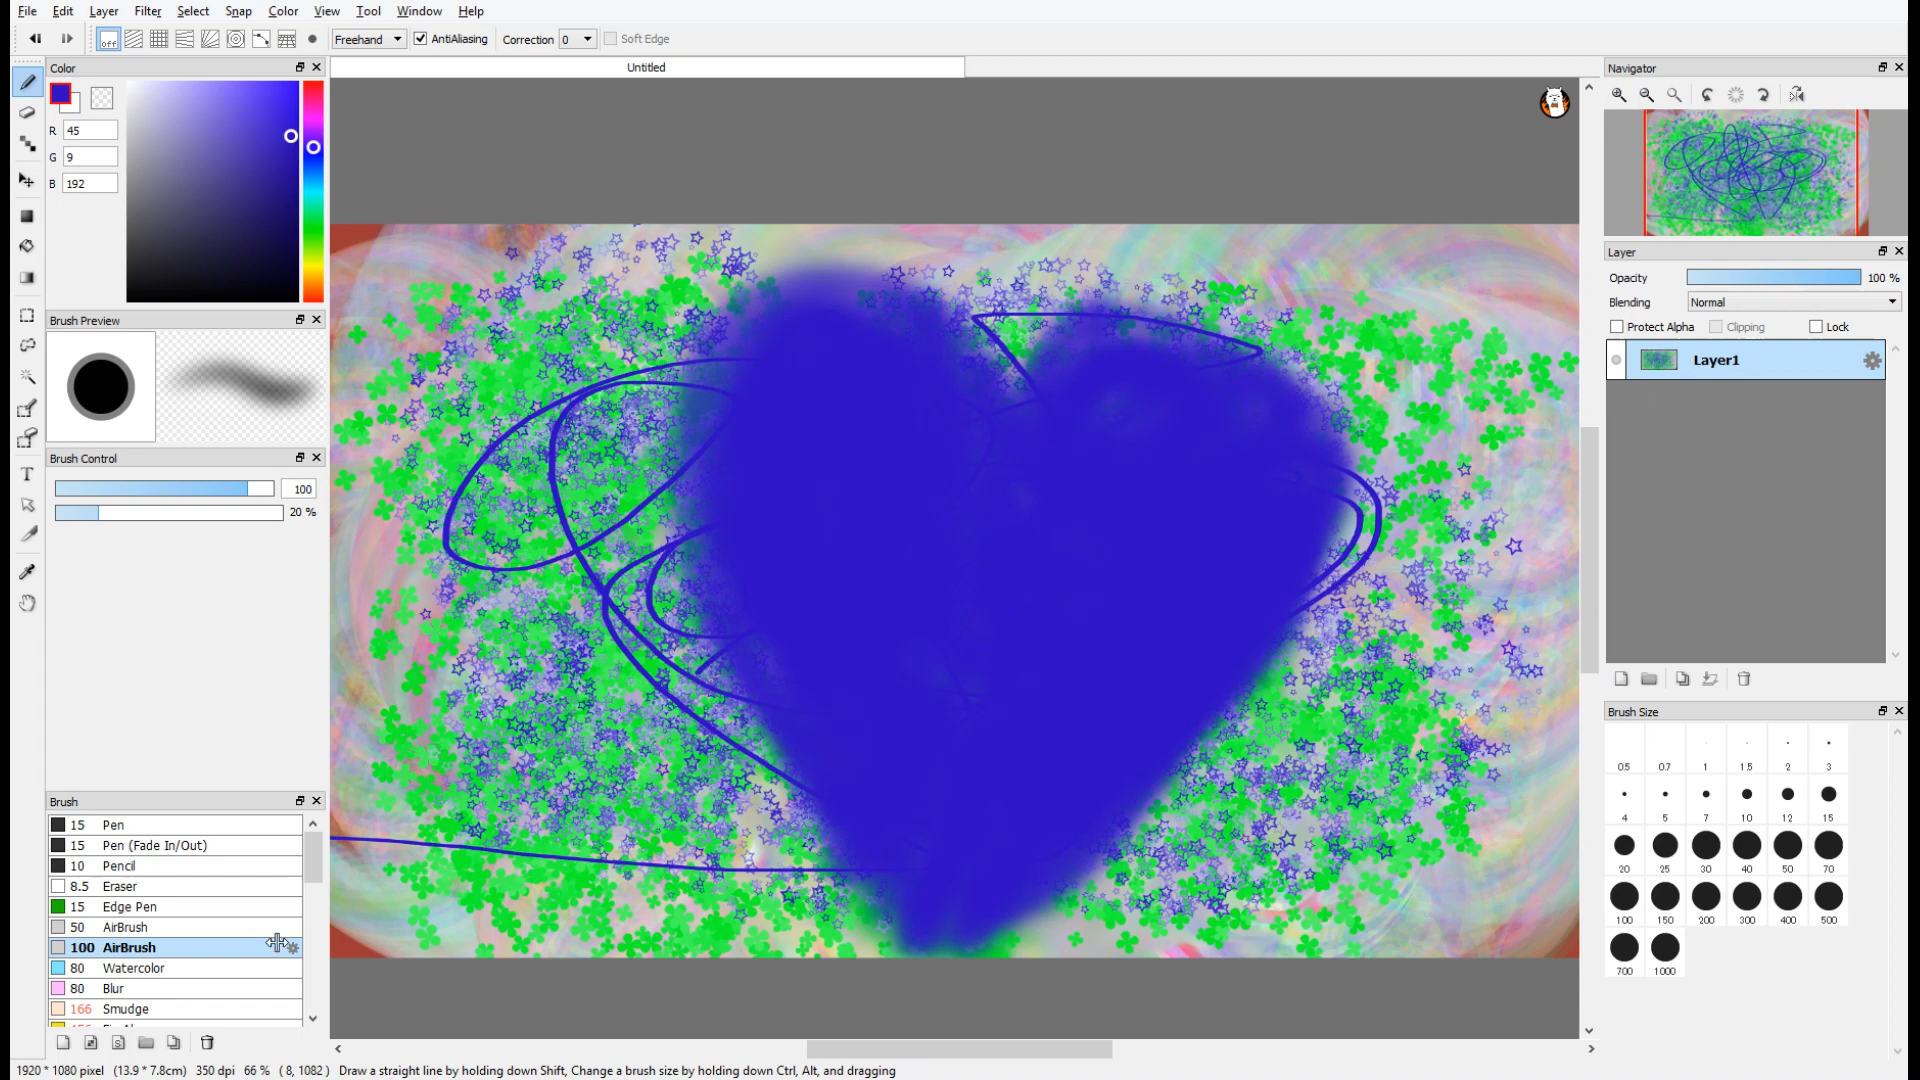 File Edit Layer Filter Select Snap Color View Tool Window Help
off Freehand AntiAliasing Correction 0 Soft Edge
Color
R 45
G 9
B 192
Brush Preview
Brush Control
100
20 %
Brush
15 Pen
15 Pen (Fade In/Out)
10 Pencil
8.5 Eraser
15 Edge Pen
50 AirBrush
100 AirBrush
80 Watercolor
80 Blur
166 Smudge
Untitled
Navigator
Layer
Opacity 100 %
Blending Normal
Protect Alpha Clipping Lock
Layer1
Brush Size
0.5 0.7 1 1.5 2 3
4 5 7 10 12 15
20 25 30 40 50 70
100 150 200 300 400 500
700 1000
1920 * 1080 pixel (13.9 * 7.8cm) 350 dpi 66 % ( 8, 1082 ) Draw a straight line by holding down Shift, Change a brush size by holding down Ctrl, Alt, and dragging